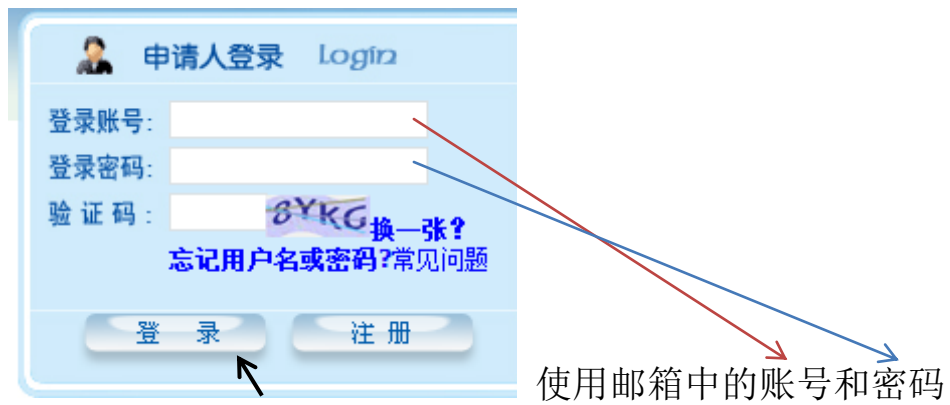 申请人登录 Login
登录账号:
登录密码:
验证码: 8YKG 换一张?
忘记用户名或密码?常见问题
登 录 注 册
使用邮箱中的账号和密码